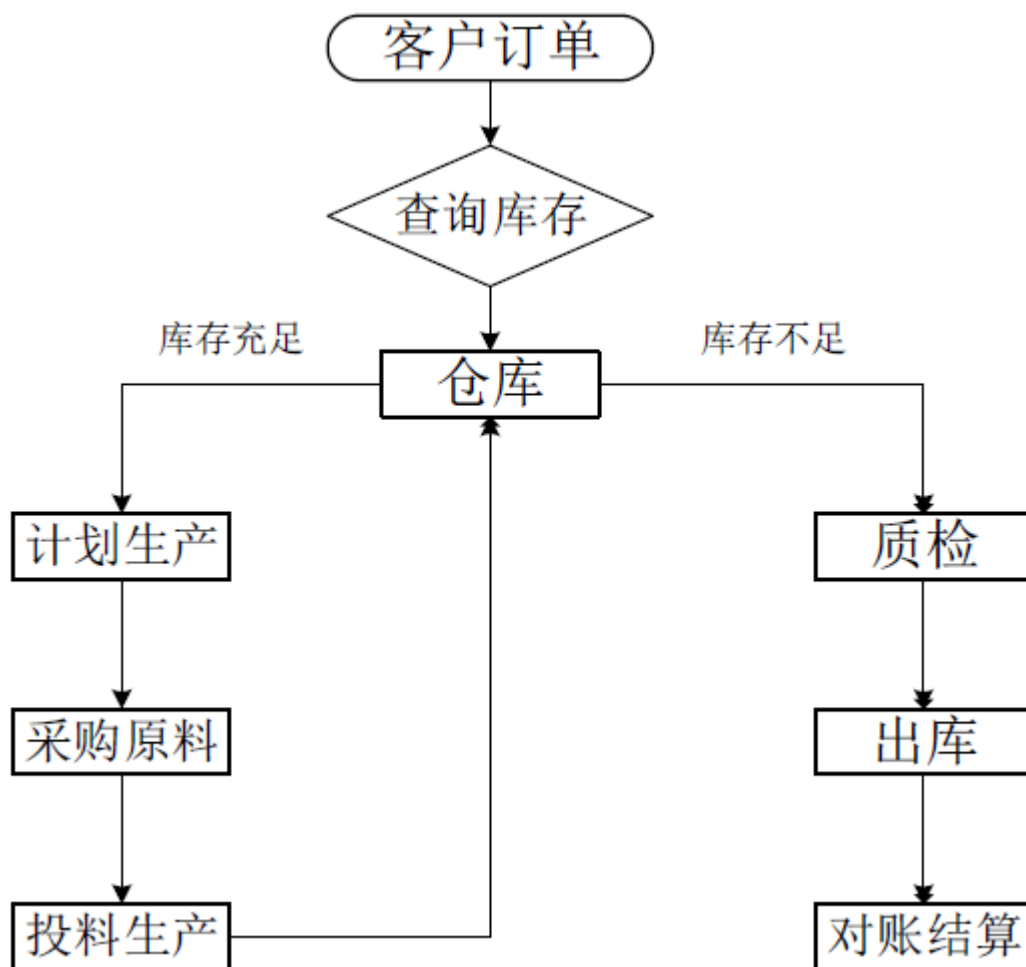 客户订单
查询库存
库存充足
库存不足
仓库
计划生产
质检
采购原料
出库
投料生产
对账结算